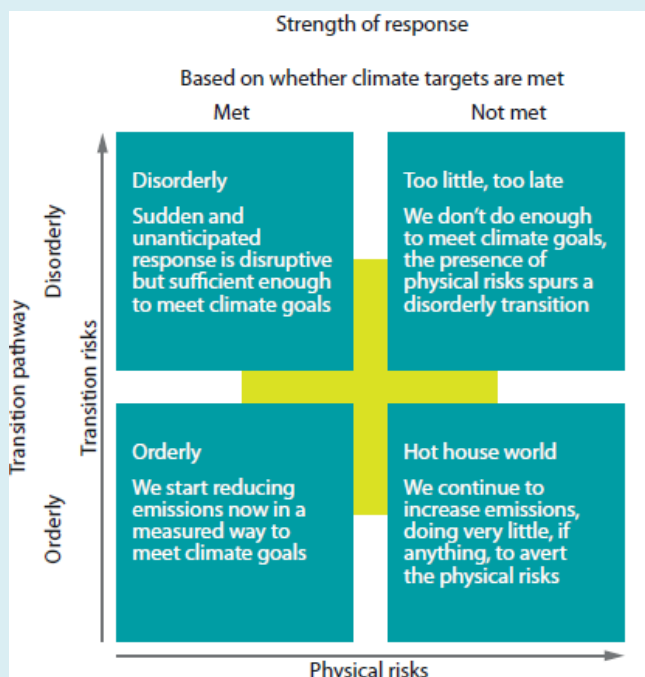 Strength of response
Based on whether climate targets are met
Met
Not met
Transition pathway
Disorderly
Orderly
Transition risks
Disorderly
Sudden and
unanticipated
response is disruptive
but sufficient enough
to meet climate goals
Too little, too late
We don't do enough
to meet climate goals,
the presence of
physical risks spurs a
disorderly transition
Orderly
We start reducing
emissions now in a
measured way to
meet climate goals
Hot house world
We continue to
increase emissions,
doing very little, if
anything, to avert
the physical risks
Physical risks